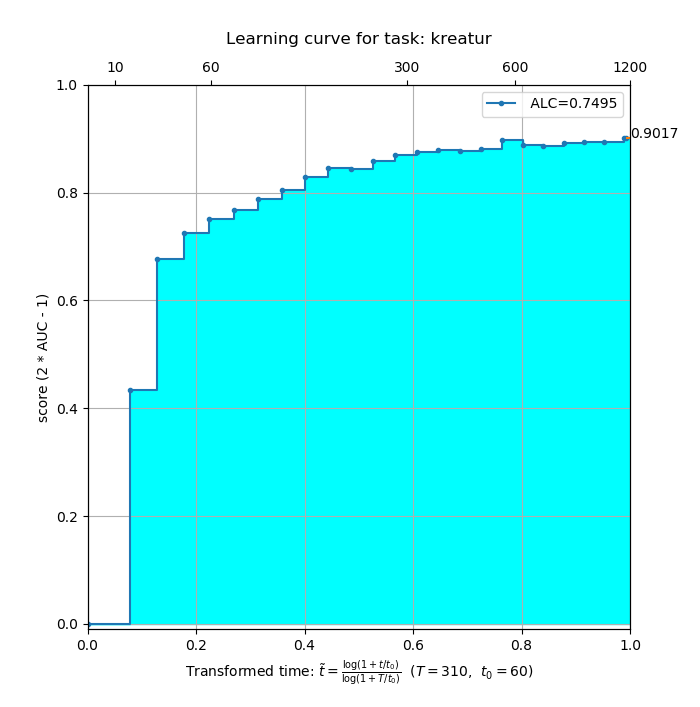 Learning curve for task: kreatur
10 60 300 600 1200
1.0
ALC=0.7495
0.9017
0.8
0.6
0.4
0.2
0.0
score (2 * AUC - 1)
0.0 0.2 0.4 0.6 0.8 1.0
Transformed time: t̃ = log(1 + t/t₀) / log(1 + T/t₀) (T = 310, t₀ = 60)